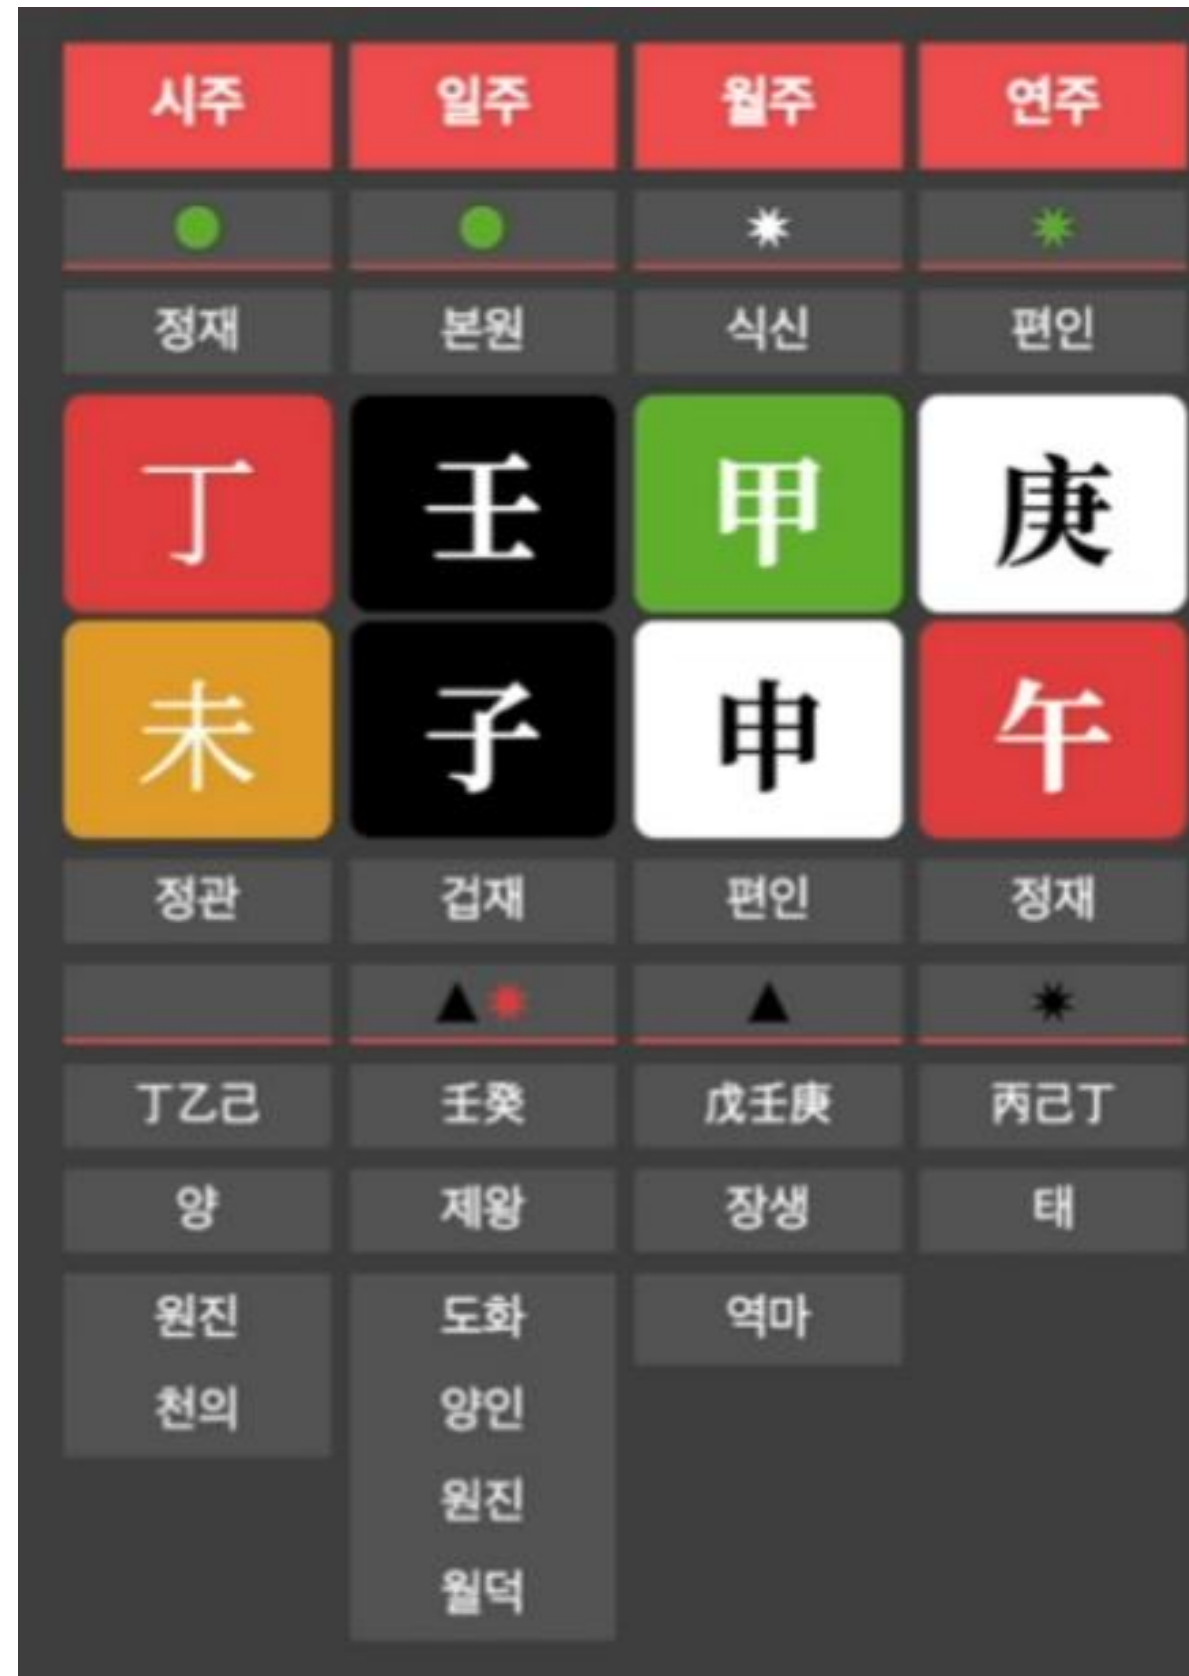 시주 일주 월주 연주
정재 본원 식신 편인
丁 壬 甲 庚
未 子 申 午
정관 겁재 편인 정재
丁乙己 壬癸 戊壬庚 丙己丁
양 제왕 장생 태
원진 도화 역마
천의 양인
원진
월덕